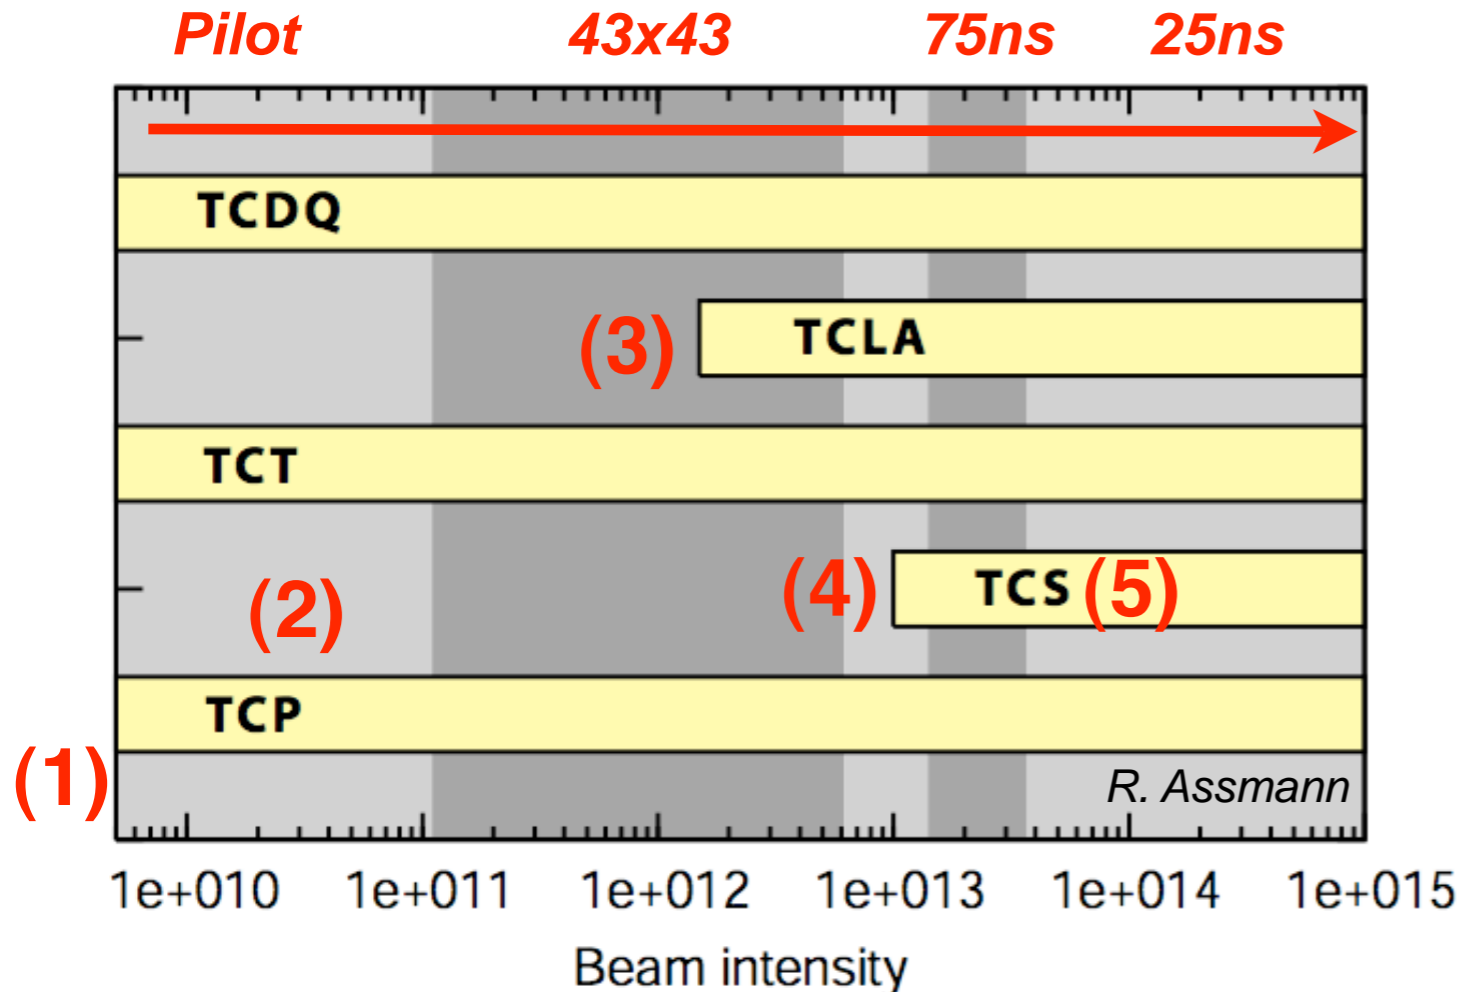 Pilot 43x43 75ns 25ns
TCDQ
(3) TCLA
TCT
(2) (4) TCS (5)
TCP
(1) R. Assmann
1e+010 1e+011 1e+012 1e+013 1e+014 1e+015
Beam intensity